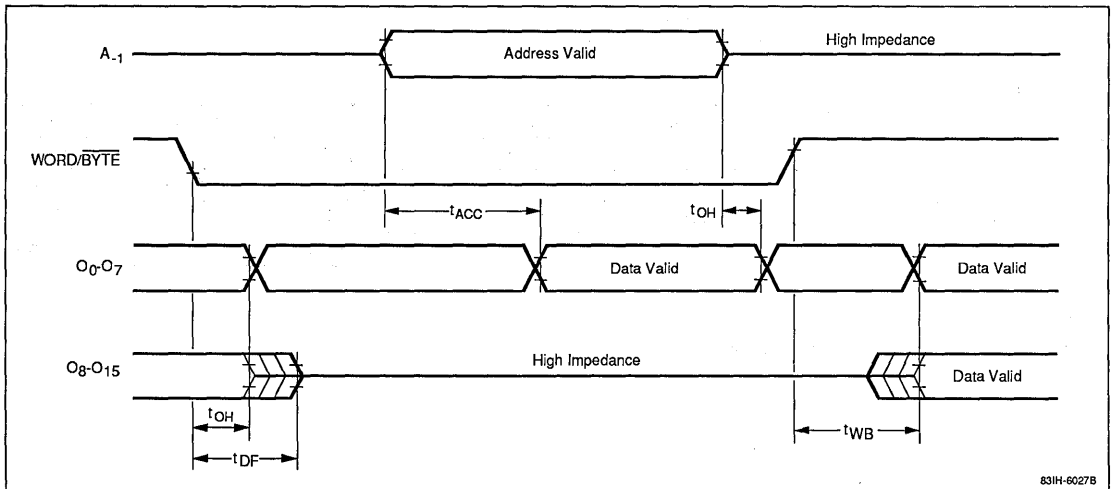 A-1
Address Valid
High Impedance
WORD/BYTE
tACC
tOH
O0-O7
Data Valid
Data Valid
O8-O15
High Impedance
Data Valid
tOH
tWB
tDF
83IH-6027B